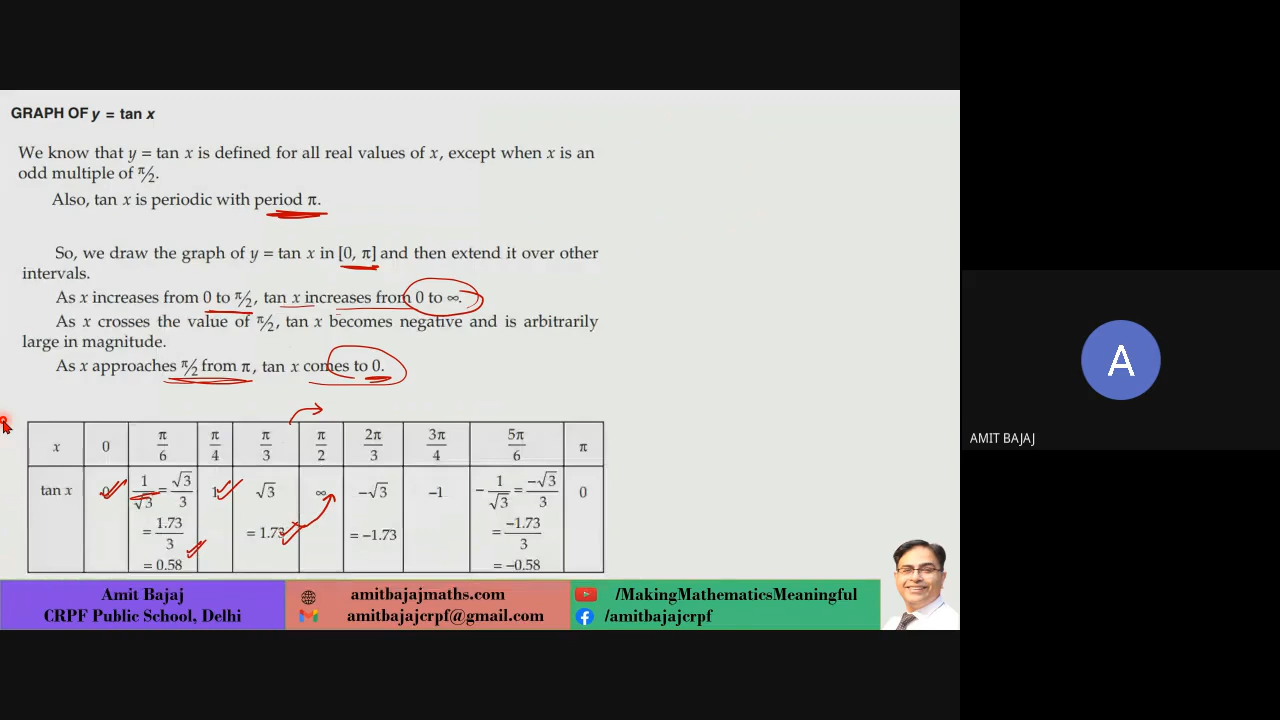 GRAPH OF y = tan x
We know that y = tan x is defined for all real values of x, except when x is an
odd multiple of π/2.
Also, tan x is periodic with period π.
So, we draw the graph of y = tan x in [0, π] and then extend it over other
intervals.
As x increases from 0 to π/2, tan x increases from 0 to ∞.
As x crosses the value of π/2, tan x becomes negative and is arbitrarily
large in magnitude.
As x approaches π/2 from π, tan x comes to 0.
x 0 π/6 π/4 π/3 π/2 2π/3 3π/4 5π/6 π
tan x 0 1/√3 = √3/3 1 √3 ∞ −√3 −1 −1/√3 = −√3/3 0
= 1.73/3 = 1.73 = −1.73 = −1.73/3
= 0.58 = −0.58
Amit Bajaj
CRPF Public School, Delhi
amitbajajmaths.com
amitbajajcrpf@gmail.com
/MakingMathematicsMeaningful
/amitbajajcrpf
A
AMIT BAJAJ